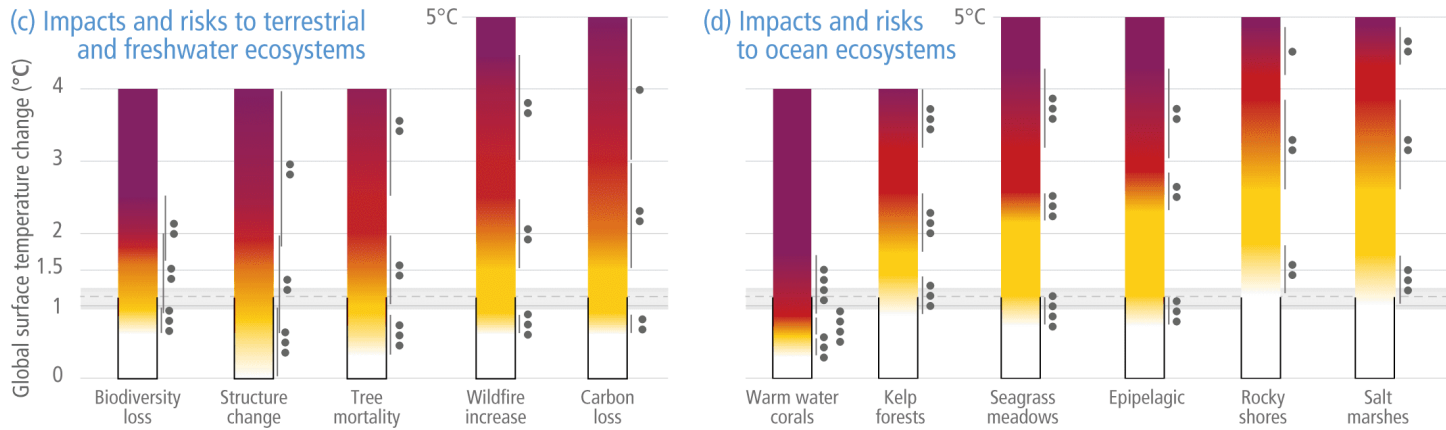 (c) Impacts and risks to terrestrial
and freshwater ecosystems
5°C
(d) Impacts and risks
to ocean ecosystems
5°C
Global surface temperature change (°C)
4
3
2
1.5
1
0
Biodiversity
loss
Structure
change
Tree
mortality
Wildfire
increase
Carbon
loss
Warm water
corals
Kelp
forests
Seagrass
meadows
Epipelagic
Rocky
shores
Salt
marshes